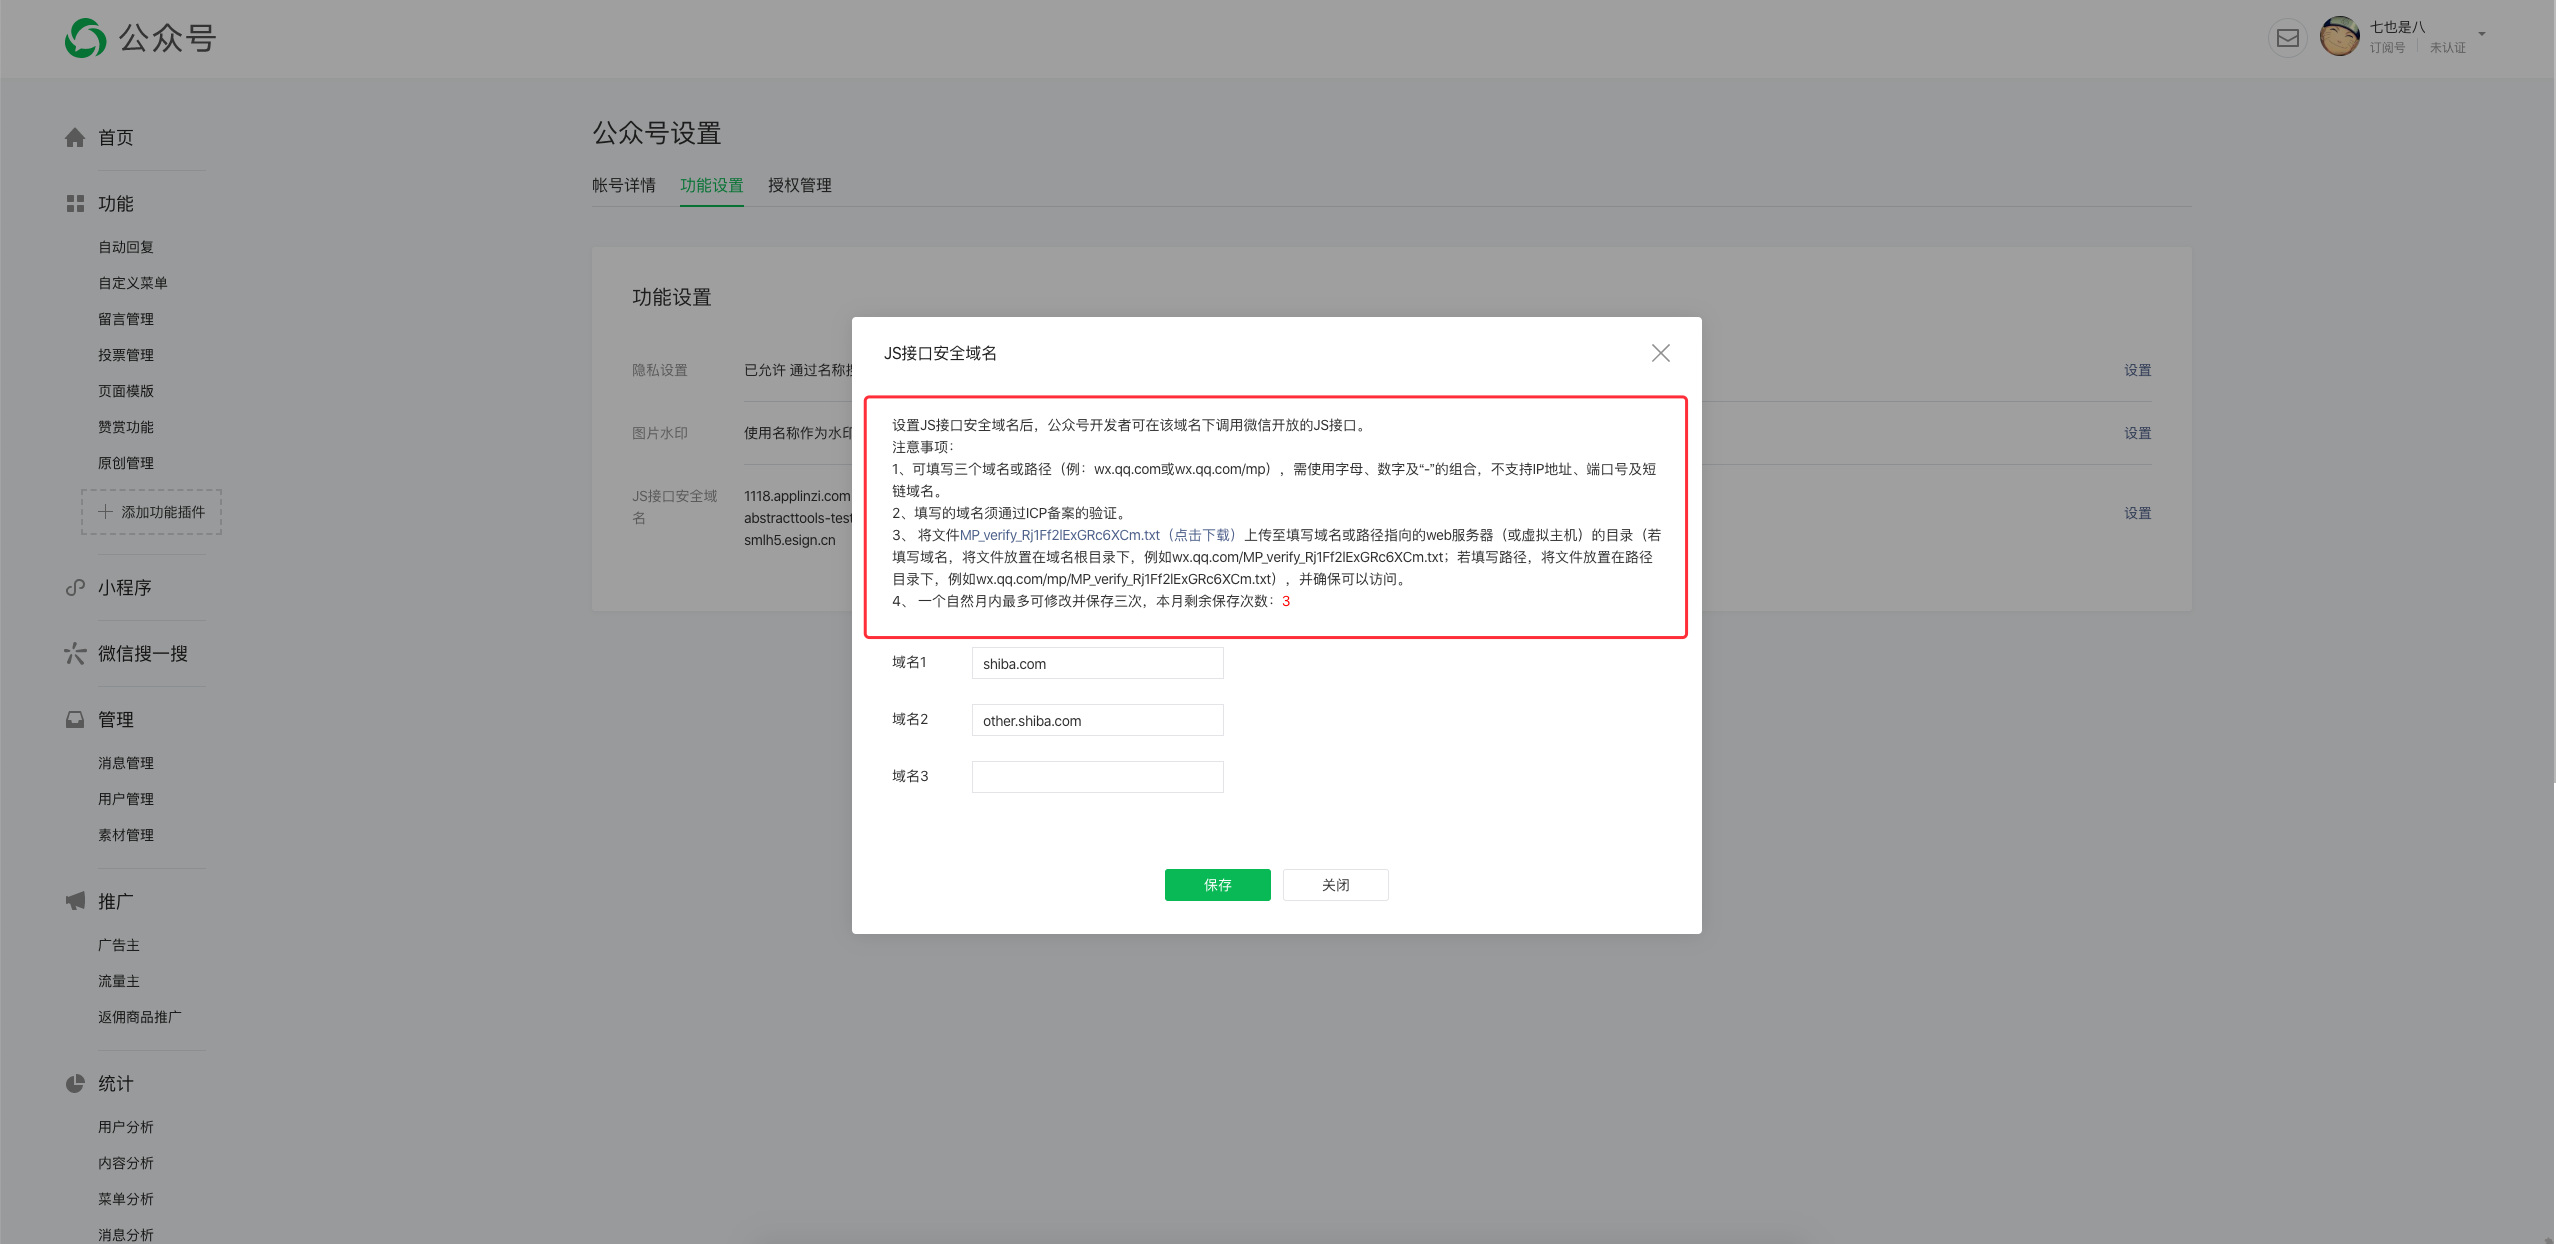 公众号
七也是八
订阅号 未认证
首页
功能
自动回复
自定义菜单
留言管理
投票管理
页面模版
赞赏功能
原创管理
添加功能插件
小程序
微信搜一搜
管理
消息管理
用户管理
素材管理
推广
广告主
流量主
返佣商品推广
统计
用户分析
内容分析
菜单分析
消息分析
公众号设置
帐号详情 功能设置 授权管理
功能设置
隐私设置 已允许 通过名称 设置
图片水印 使用名称作为水印 设置
JS接口安全域
名
1118.applinzi.com
abstracttools-test
smlh5.esign.cn
设置
JS接口安全域名
设置JS接口安全域名后，公众号开发者可在该域名下调用微信开放的JS接口。
注意事项：
1、可填写三个域名或路径（例：wx.qq.com或wx.qq.com/mp），需使用字母、数字及“-”的组合，不支持IP地址、端口号及短
链域名。
2、填写的域名须通过ICP备案的验证。
3、 将文件MP_verify_Rj1Ff2lExGRc6XCm.txt（点击下载）上传至填写域名或路径指向的web服务器（或虚拟主机）的目录（若
填写域名，将文件放置在域名根目录下，例如wx.qq.com/MP_verify_Rj1Ff2lExGRc6XCm.txt；若填写路径，将文件放置在路径
目录下，例如wx.qq.com/mp/MP_verify_Rj1Ff2lExGRc6XCm.txt），并确保可以访问。
4、 一个自然月内最多可修改并保存三次，本月剩余保存次数：3
域名1 shiba.com
域名2 other.shiba.com
域名3
保存 关闭